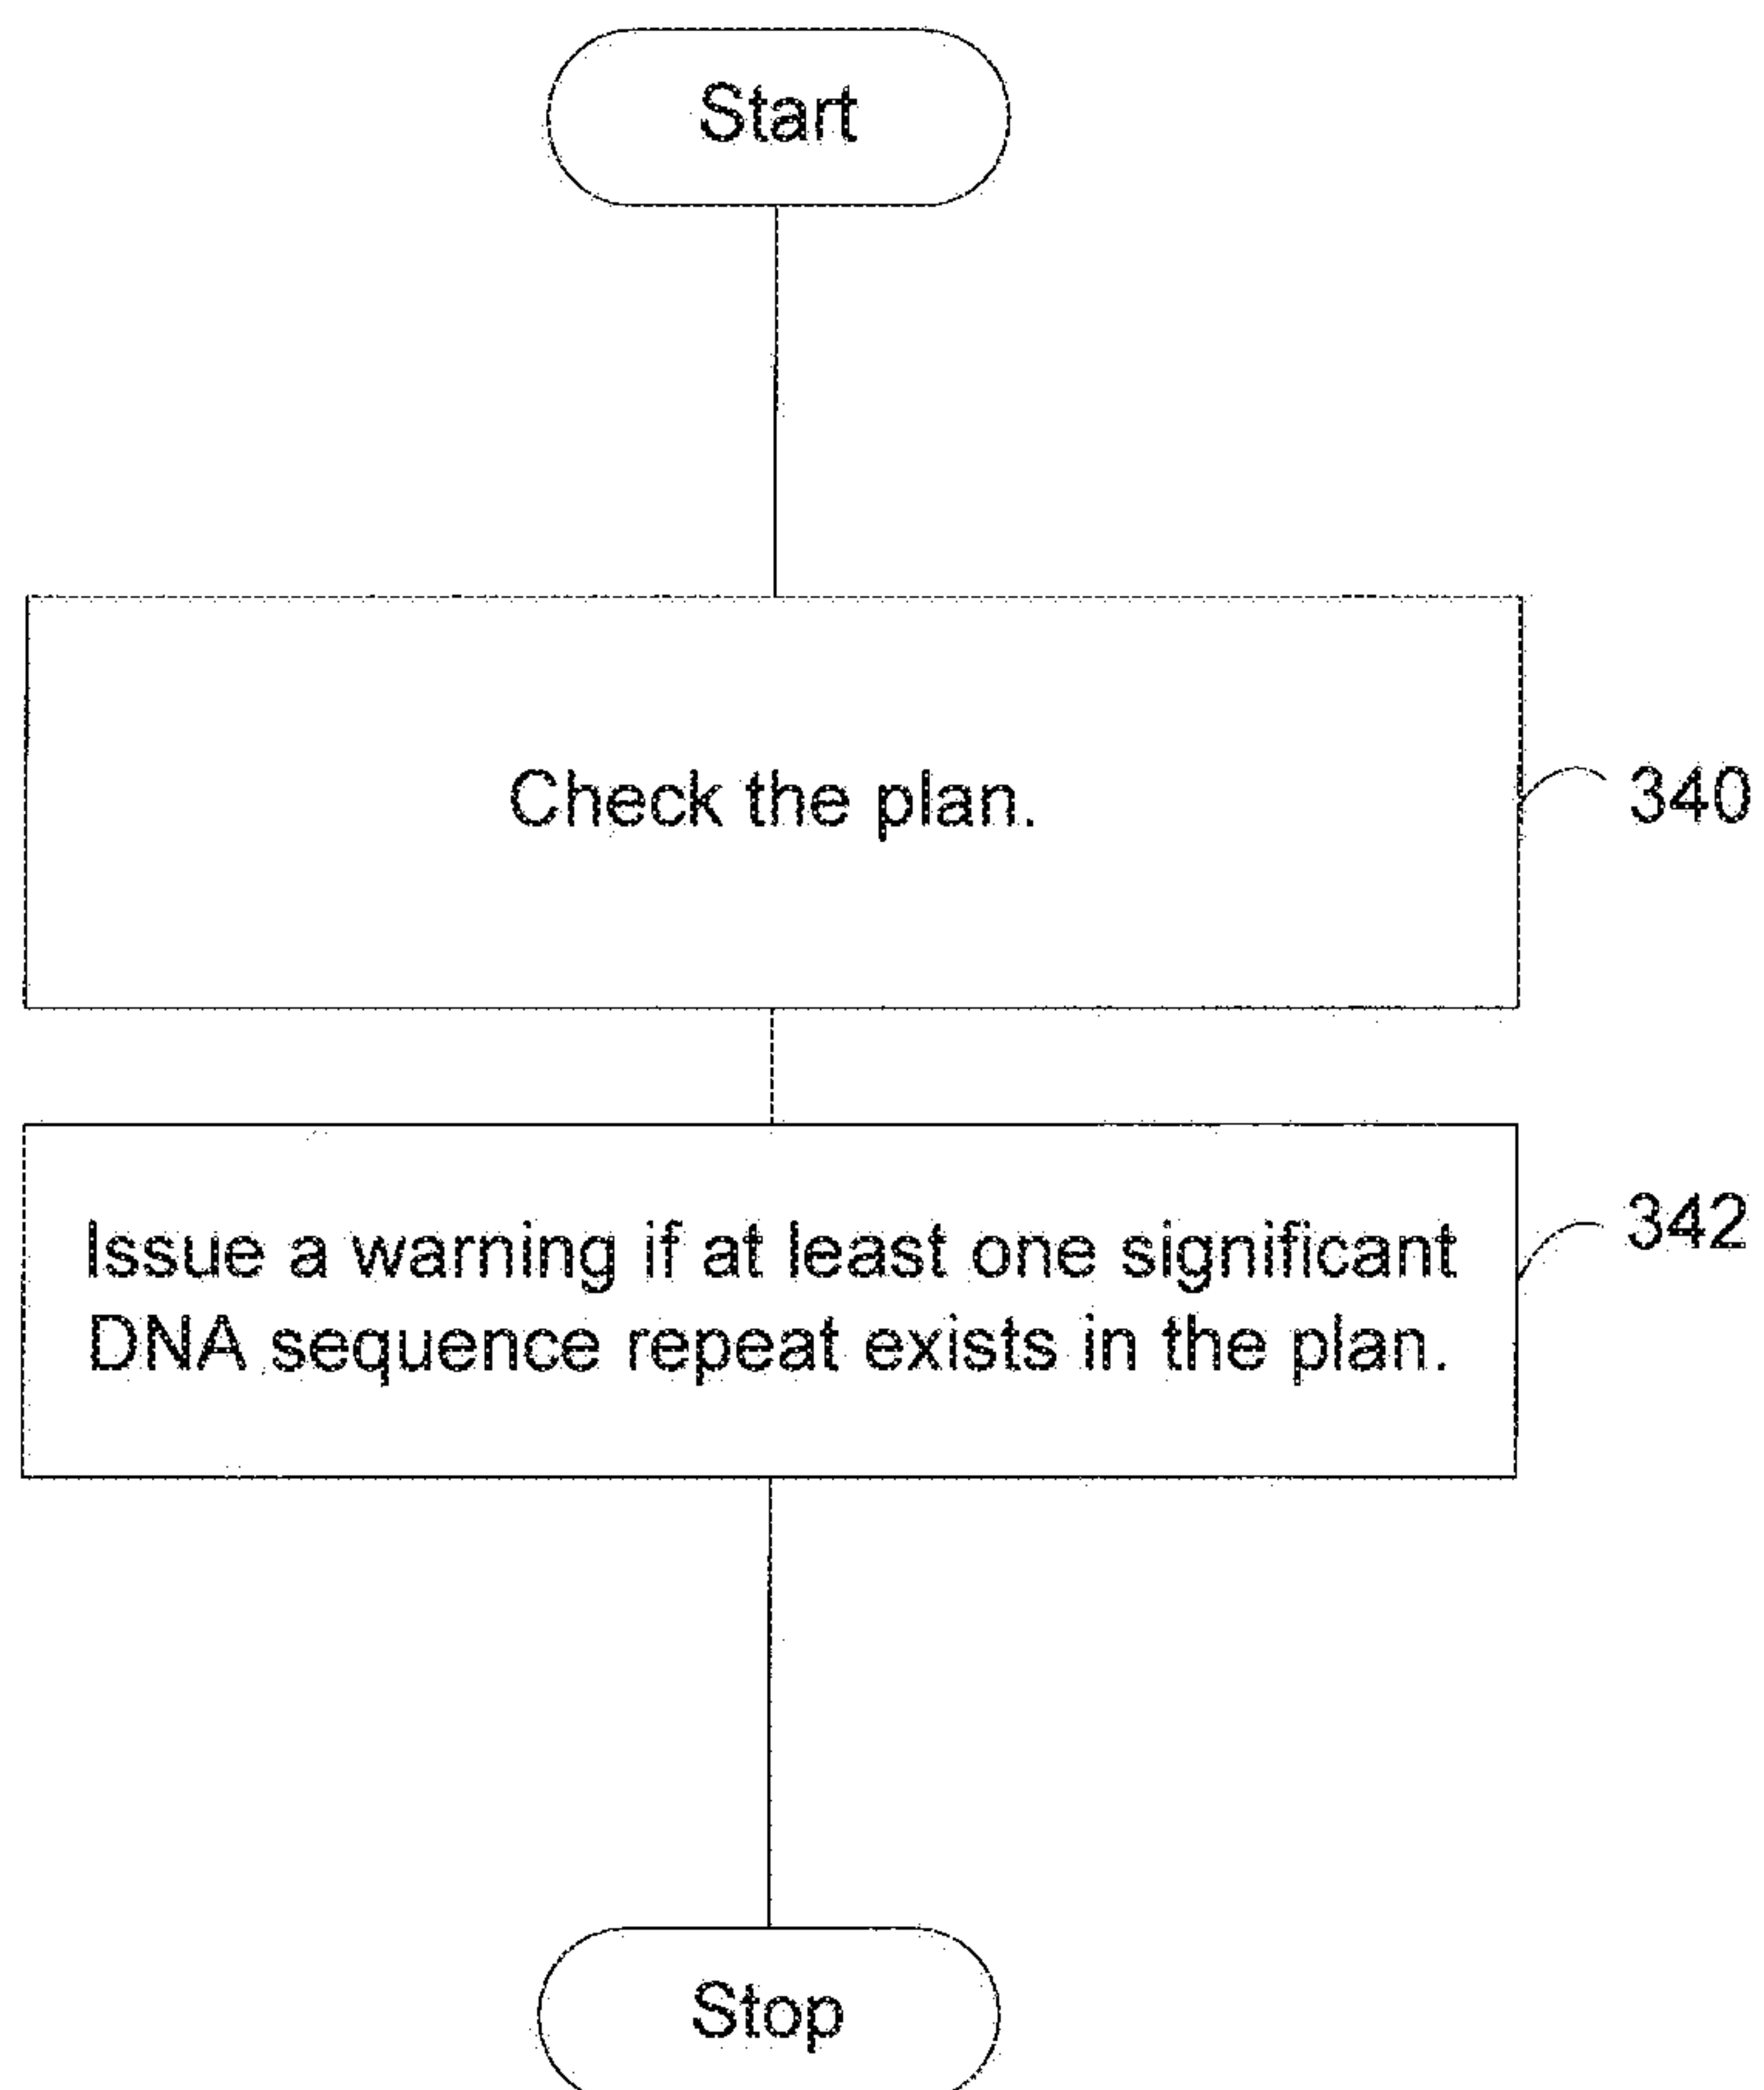 Start
Check the plan.
340
Issue a warning if at least one significant
DNA sequence repeat exists in the plan.
342
Stop